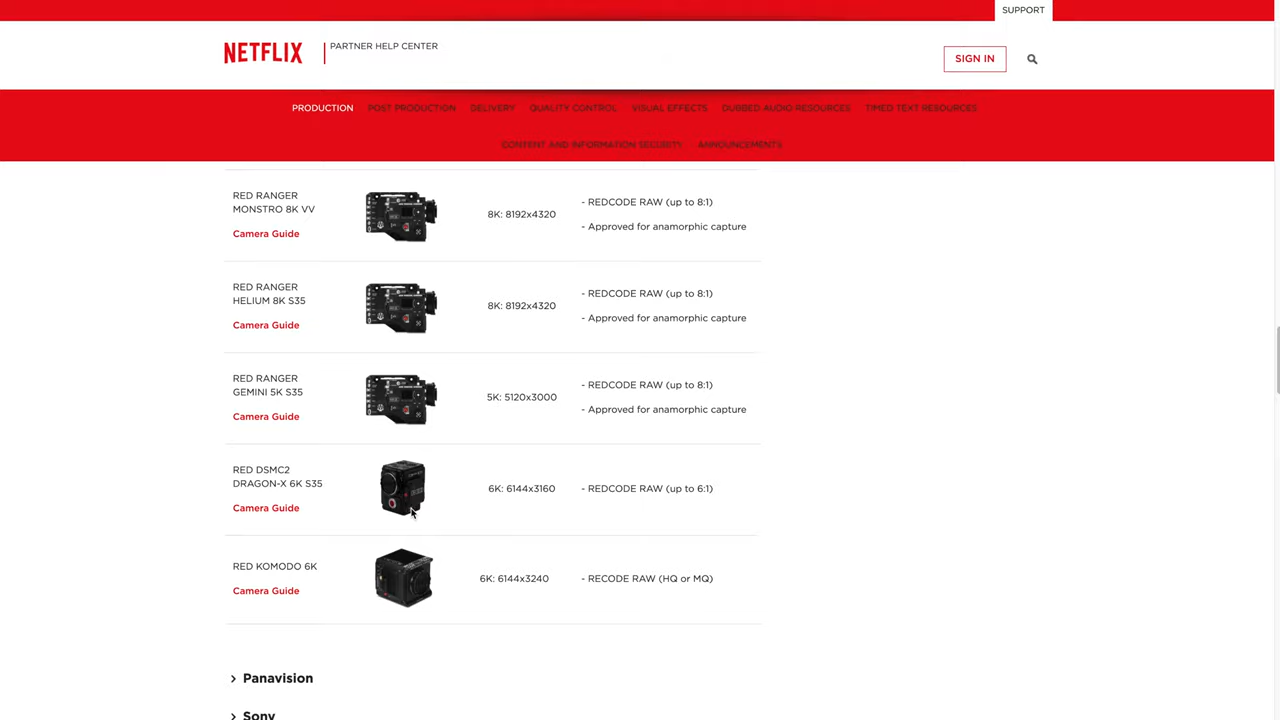 SUPPORT
NETFLIX
PARTNER HELP CENTER
SIGN IN
PRODUCTION
POST PRODUCTION
DELIVERY
QUALITY CONTROL
VISUAL EFFECTS
DUBBED AUDIO RESOURCES
TIMED TEXT RESOURCES
CONTENT AND INFORMATION SECURITY
ANNOUNCEMENTS
RED RANGER
MONSTRO 8K VV
Camera Guide
8K: 8192x4320
- REDCODE RAW (up to 8:1)
- Approved for anamorphic capture
RED RANGER
HELIUM 8K S35
Camera Guide
8K: 8192x4320
- REDCODE RAW (up to 8:1)
- Approved for anamorphic capture
RED RANGER
GEMINI 5K S35
Camera Guide
5K: 5120x3000
- REDCODE RAW (up to 8:1)
- Approved for anamorphic capture
RED DSMC2
DRAGON-X 6K S35
Camera Guide
6K: 6144x3160
- REDCODE RAW (up to 6:1)
RED KOMODO 6K
Camera Guide
6K: 6144x3240
- RECODE RAW (HQ or MQ)
Panavision
Sony